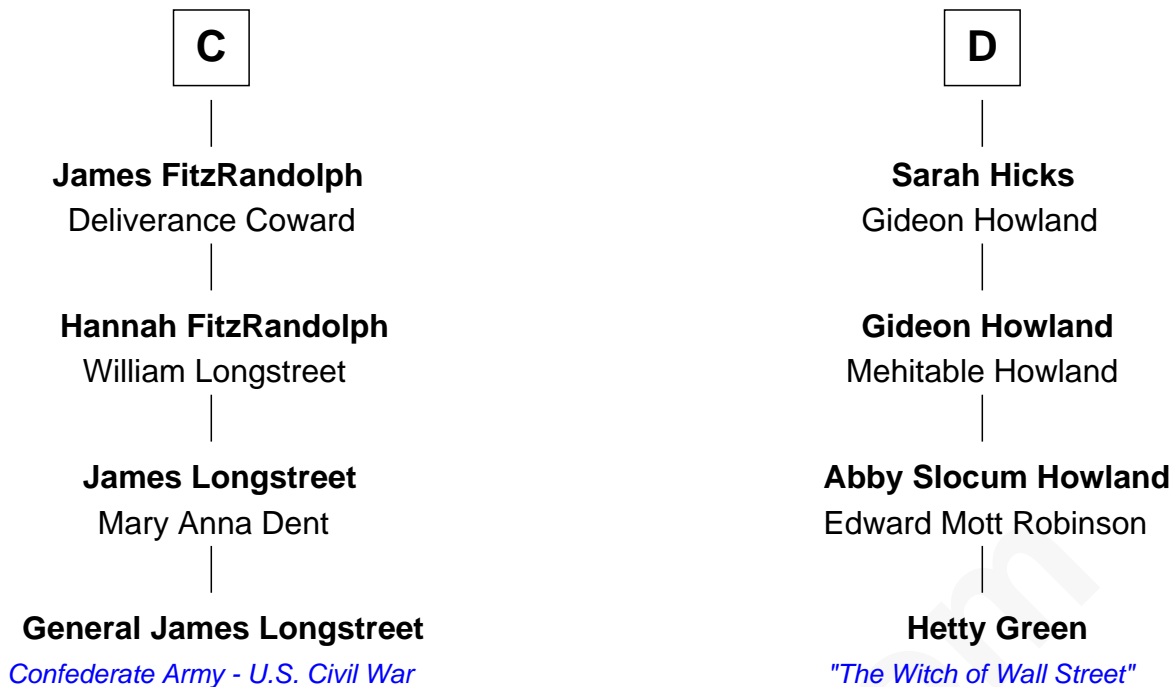 C
James FitzRandolph
Deliverance Coward
Hannah FitzRandolph
William Longstreet
James Longstreet
Mary Anna Dent
General James Longstreet
Confederate Army - U.S. Civil War
D
Sarah Hicks
Gideon Howland
Gideon Howland
Mehitable Howland
Abby Slocum Howland
Edward Mott Robinson
Hetty Green
"The Witch of Wall Street"